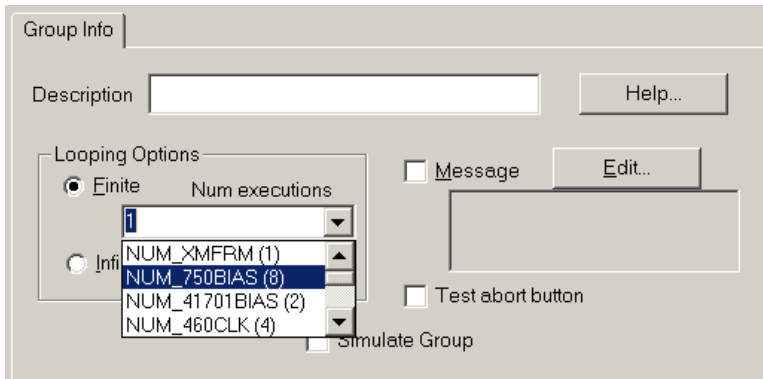 Group Info
Description
Help...
Looping Options
Finite
Num executions
1
NUM_XMFRM (1)
NUM_750BIAS (8)
NUM_41701BIAS (2)
NUM_460CLK (4)
Infi
Message
Edit...
Test abort button
Simulate Group